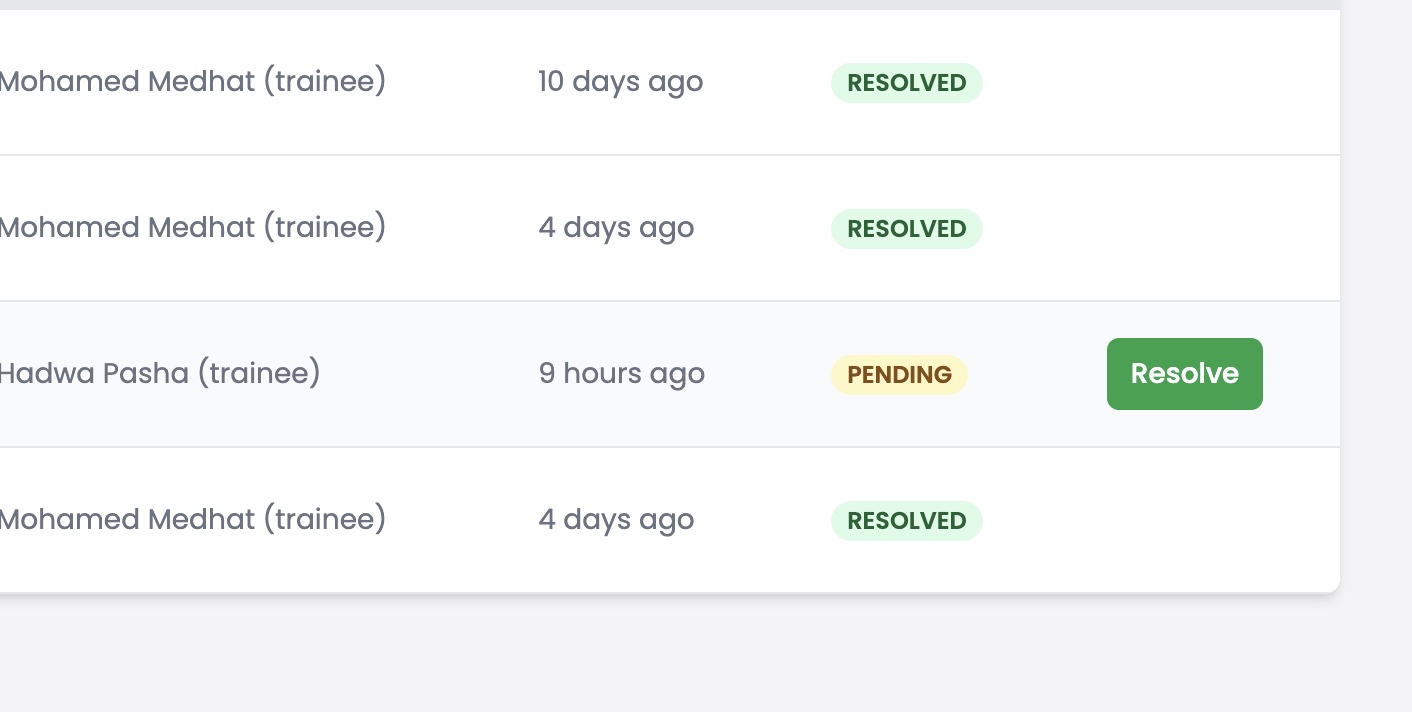 Mohamed Medhat (trainee) 10 days ago RESOLVED
Mohamed Medhat (trainee) 4 days ago RESOLVED
Hadwa Pasha (trainee) 9 hours ago PENDING Resolve
Mohamed Medhat (trainee) 4 days ago RESOLVED